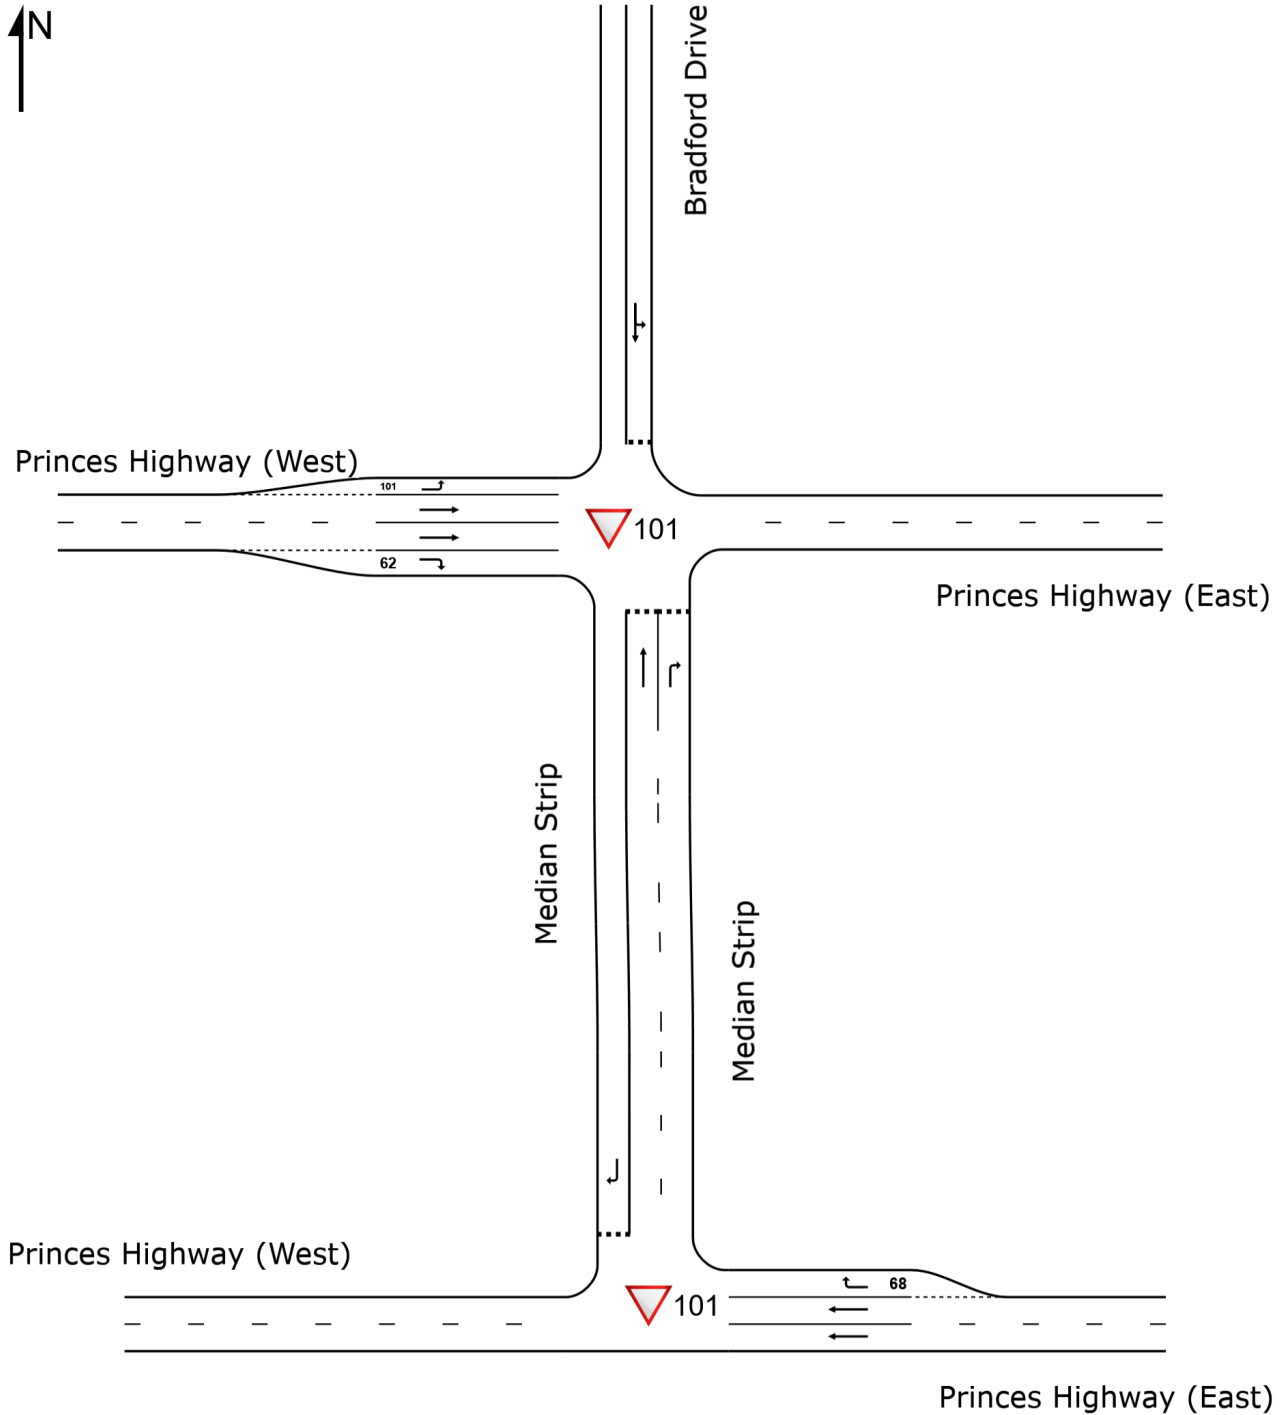 N
Bradford Drive
Princes Highway (West)
101
101
62
Princes Highway (East)
Median Strip
Median Strip
Princes Highway (West)
68
101
Princes Highway (East)